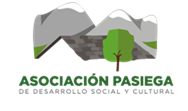 ASOCIACIÓN PASIEGA
DE DESARROLLO SOCIAL Y CULTURAL